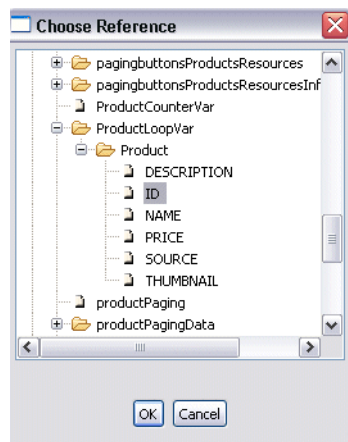 Choose Reference
pagingbuttonsProductsResources
pagingbuttonsProductsResourcesInf
ProductCounterVar
ProductLoopVar
Product
DESCRIPTION
ID
NAME
PRICE
SOURCE
THUMBNAIL
productPaging
productPagingData
OK Cancel